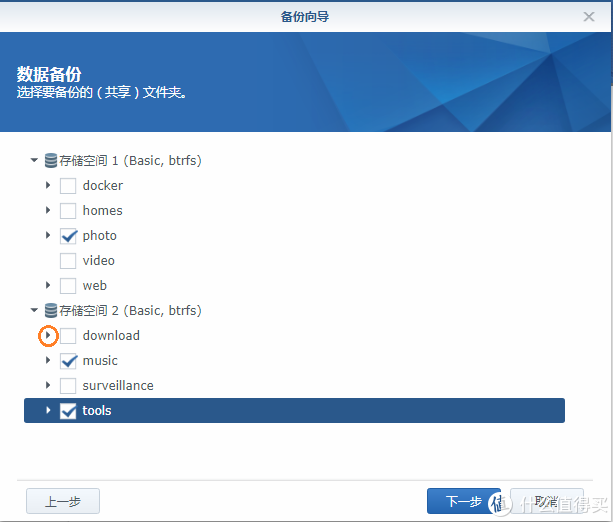 备份向导
数据备份
选择要备份的（共享）文件夹。
存储空间 1 (Basic, btrfs)
docker
homes
photo
video
web
存储空间 2 (Basic, btrfs)
download
music
surveillance
tools
上一步
下一步
取消
值 什么值得买